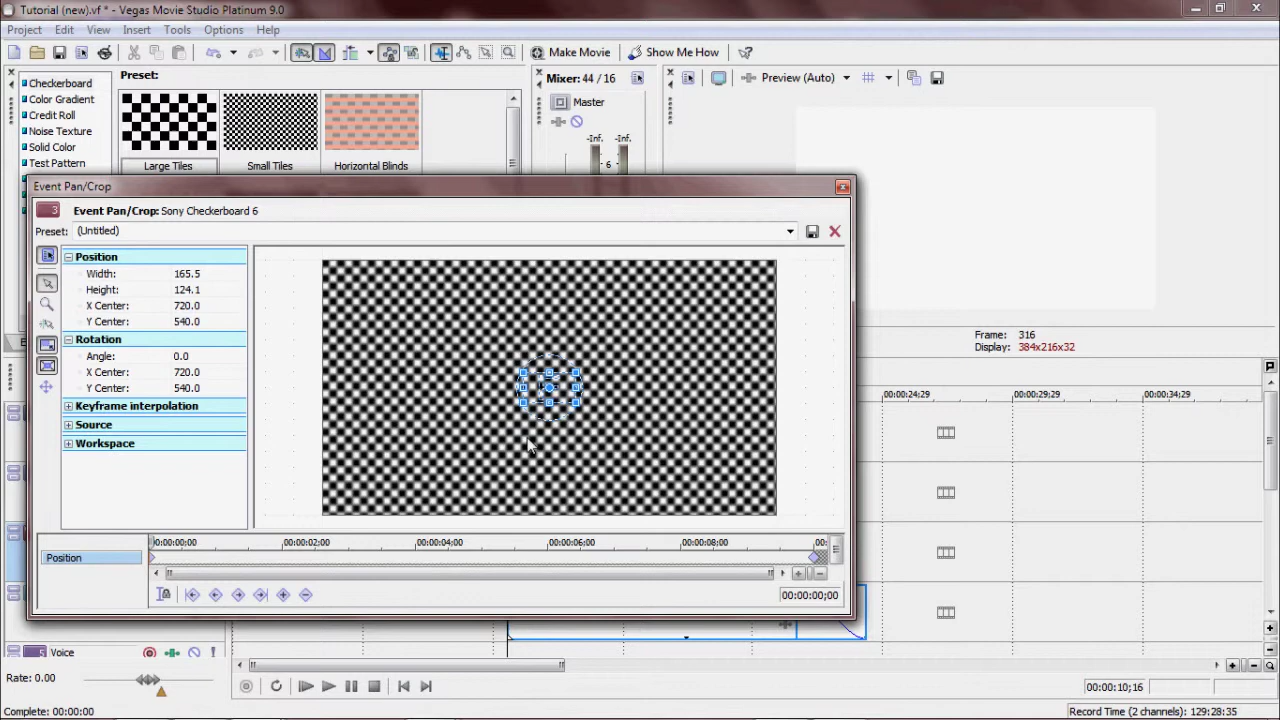 Tutorial (new).vf * - Vegas Movie Studio Platinum 9.0
Project Edit View Insert Tools Options Help
Make Movie Show Me How
Checkerboard
Color Gradient
Credit Roll
Noise Texture
Solid Color
Test Pattern
Preset:
Large Tiles Small Tiles Horizontal Blinds
Mixer: 44 / 16
Master
-Inf. -Inf.
6
Preview (Auto)
Frame: 316
Display: 384x216x32
Event Pan/Crop
3
Event Pan/Crop: Sony Checkerboard 6
Preset: (Untitled)
Position
Width: 165.5
Height: 124.1
X Center: 720.0
Y Center: 540.0
Rotation
Angle: 0.0
X Center: 720.0
Y Center: 540.0
Keyframe interpolation
Source
Workspace
00:00:00;00 00:00:02;00 00:00:04;00 00:00:06;00 00:00:08;00 00:
Position
00:00:00;00
00:00:24;29 00:00:29;29 00:00:34;29
5 Voice
Rate: 0.00
00:00:10;16
Complete: 00:00:00
Record Time (2 channels): 129:28:35